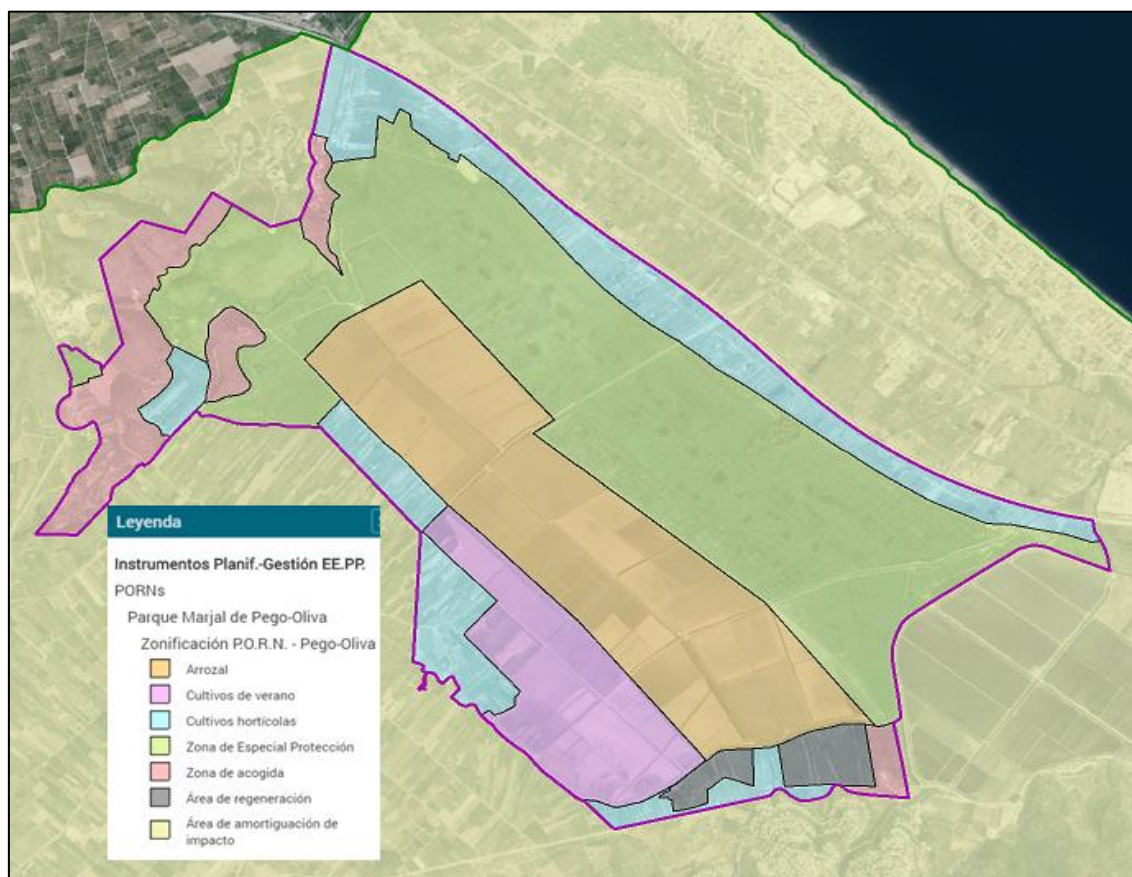 Leyenda
Instrumentos Planif.-Gestión EE.PP.
PORNs
Parque Marjal de Pego-Oliva
Zonificación P.O.R.N. - Pego-Oliva
Arrozal
Cultivos de verano
Cultivos hortícolas
Zona de Especial Protección
Zona de acogida
Área de regeneración
Área de amortiguación de
impacto